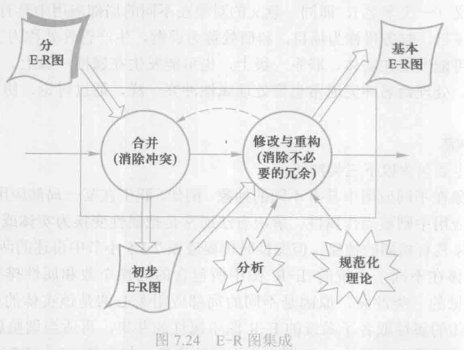 分
E-R图
基本
E-R图
合并
(消除冲突)
修改与重构
(消除不必
要的冗余)
初步
E-R图
分析
规范化
理论
图 7.24 E-R 图集成